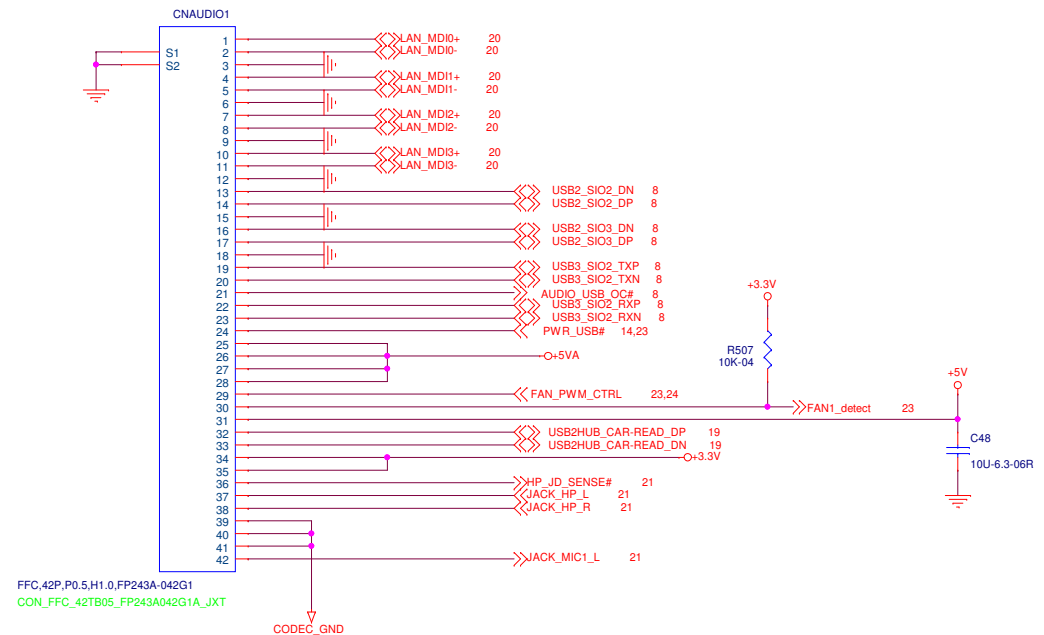 CNAUDIO1
S1
S2
1 LAN_MDI0+ 20
2 LAN_MDI0- 20
3
4 LAN_MDI1+ 20
5 LAN_MDI1- 20
6
7 LAN_MDI2+ 20
8 LAN_MDI2- 20
9
10 LAN_MDI3+ 20
11 LAN_MDI3- 20
12
13 USB2_SIO2_DN 8
14 USB2_SIO2_DP 8
15
16 USB2_SIO3_DN 8
17 USB2_SIO3_DP 8
18
19 USB3_SIO2_TXP 8
20 USB3_SIO2_TXN 8
21 AUDIO_USB_OC# 8
22 USB3_SIO2_RXP 8
23 USB3_SIO2_RXN 8
24 PWR_USB# 14,23
25
26 +5VA
27
28
29 FAN_PWM_CTRL 23,24
30 FAN1_detect 23
31
32 USB2HUB_CAR-READ_DP 19
33 USB2HUB_CAR-READ_DN 19
34 +3.3V
35
36 HP_JD_SENSE# 21
37 JACK_HP_L 21
38 JACK_HP_R 21
39
40
41
42 JACK_MIC1_L 21
+3.3V
R507
10K-04
+5V
C48
10U-6.3-06R
FFC,42P,P0.5,H1.0,FP243A-042G1
CON_FFC_42TB05_FP243A042G1A_JXT
CODEC_GND